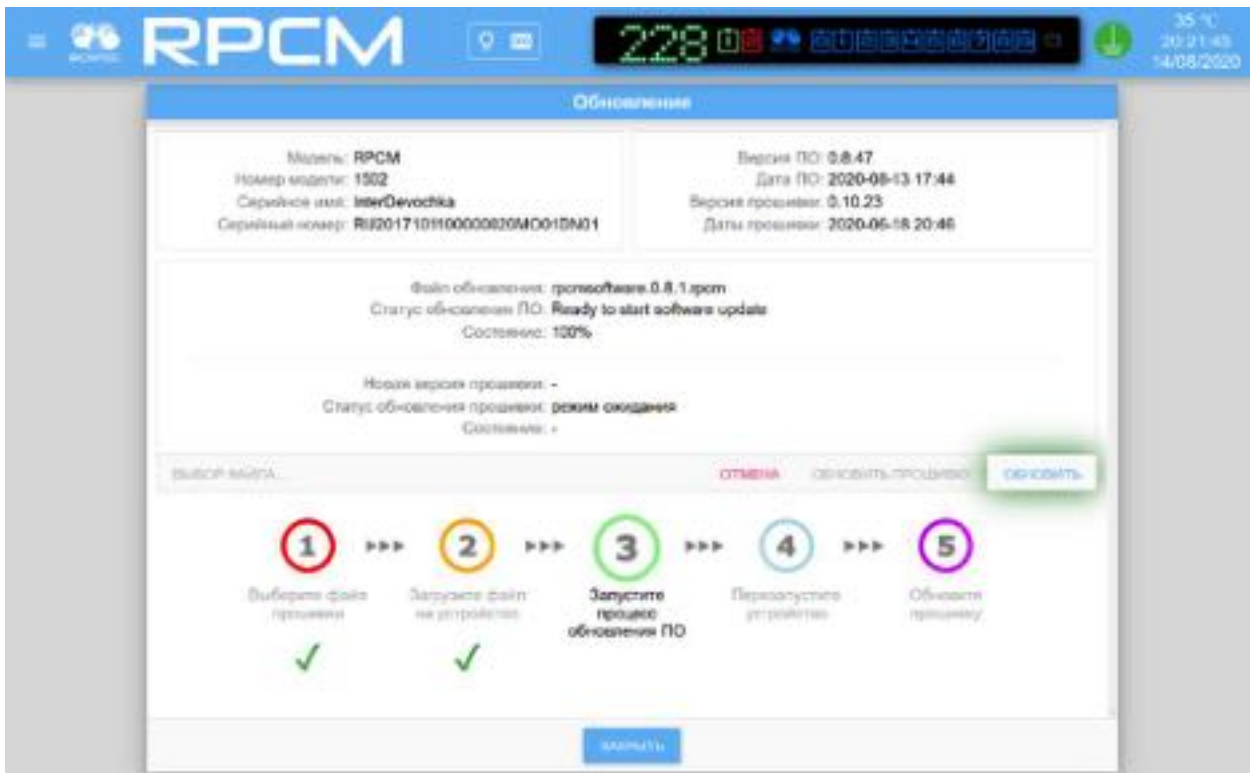 RPCM
228
35 °C
20:21:45
14/08/2020
Обновление
Модель: RPCM
Номер модели: 1502
Серийное имя: InterDevochka
Серийный номер:
Версия ПО: 0.8.47
Дата ПО: 2020-08-13 17:44
Версия прошивки: 0.10.23
Даты прошивки: 2020-06-18 20:46
Файл обновления: rpcmsoftware.0.8.1.rpcm
Статус обновления ПО: Ready to start software update
Состояние: 100%
Новая версия прошивки: -
Статус обновления прошивки: режим ожидания
Состояние: -
ВЫБОР ФАЙЛА...
ОТМЕНА
ОБНОВИТЬ ПРОШИВКУ
ОБНОВИТЬ
1
2
3
4
5
Выберите файл
прошивки
Загрузите файл
на устройство
Запустите
процесс
обновления ПО
Перезапустите
устройство
Обновите
прошивку
ЗАКРЫТЬ